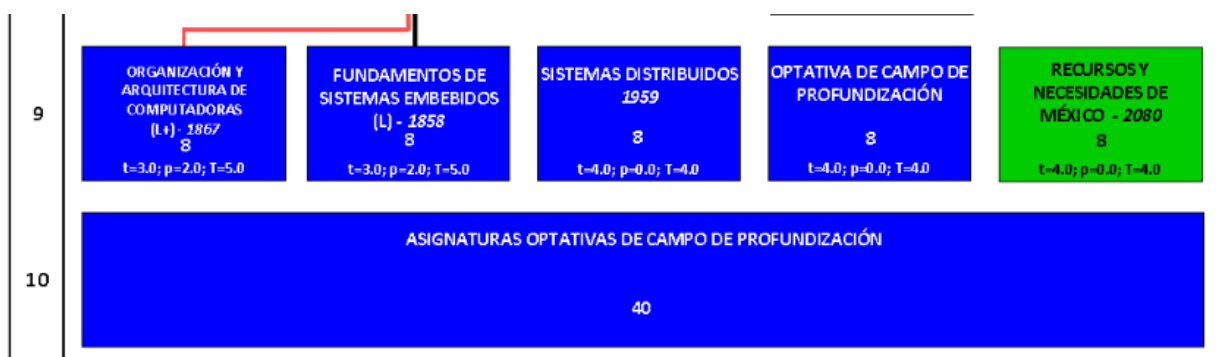 9
ORGANIZACIÓN Y
ARQUITECTURA DE
COMPUTADORAS
(L+) - 1867
8
t=3.0; p=2.0; T=5.0
FUNDAMENTOS DE
SISTEMAS EMBEBIDOS
(L) - 1858
8
t=3.0; p=2.0; T=5.0
SISTEMAS DISTRIBUIDOS
1959
8
t=4.0; p=0.0; T=4.0
OPTATIVA DE CAMPO DE
PROFUNDIZACIÓN
8
t=4.0; p=0.0; T=4.0
RECURSOS Y
NECESIDADES DE
MÉXICO - 2080
8
t=4.0; p=0.0; T=4.0
10
ASIGNATURAS OPTATIVAS DE CAMPO DE PROFUNDIZACIÓN
40